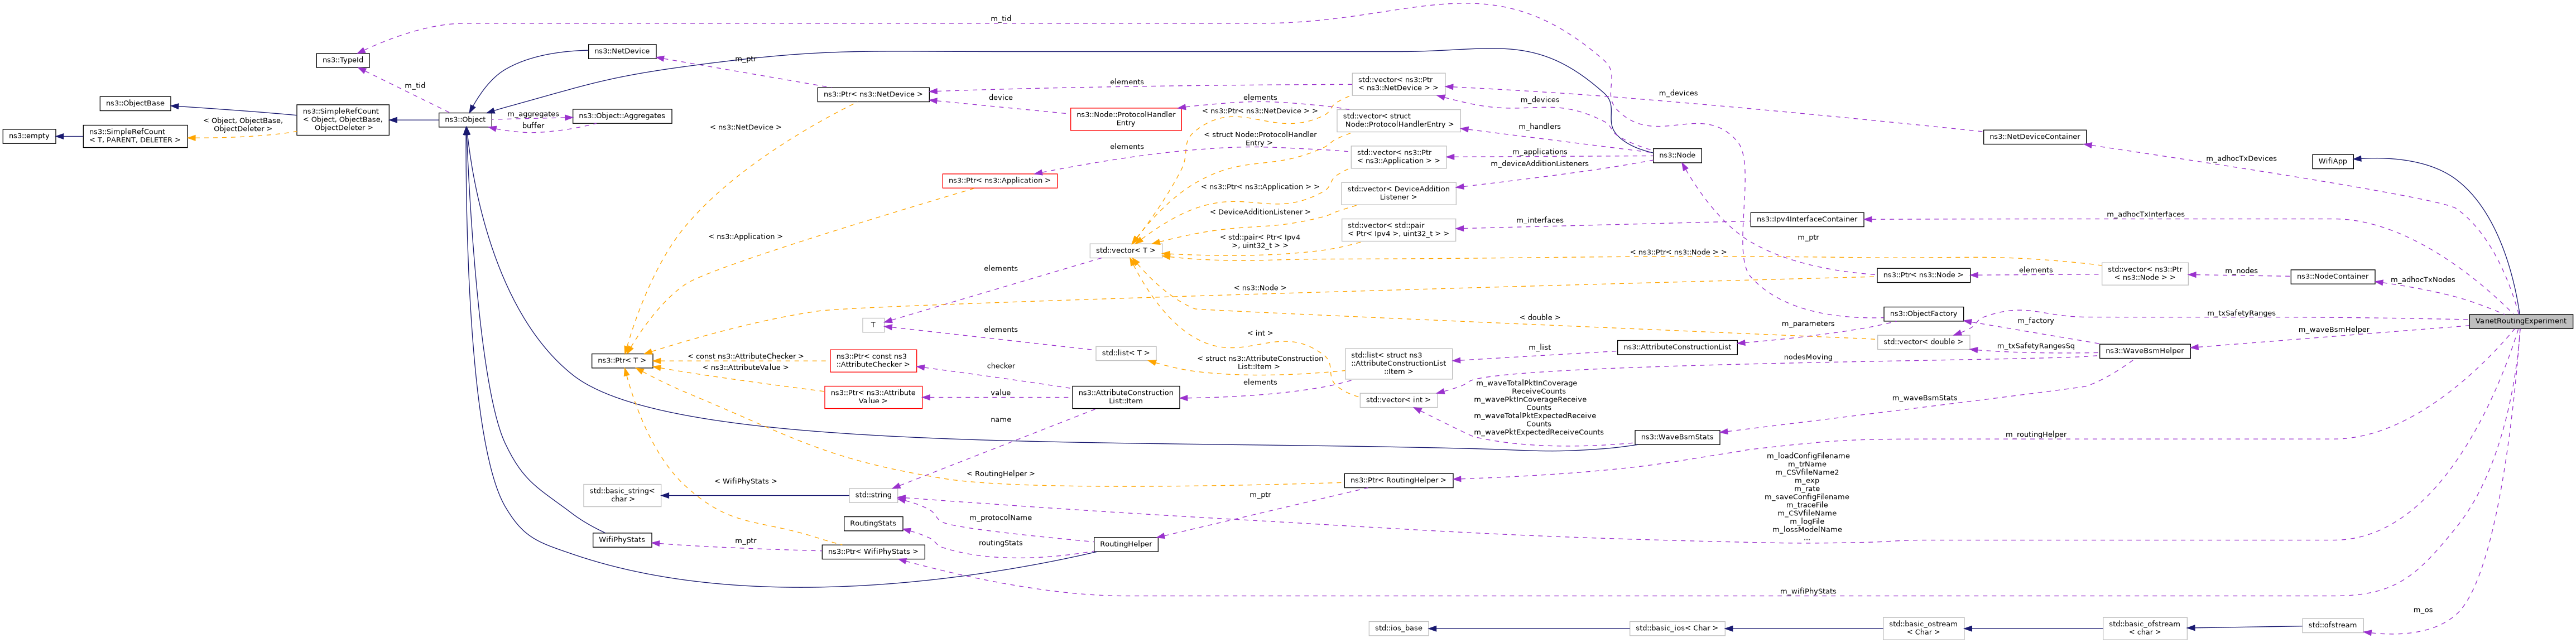 m_tid
ns3::TypeId
ns3::NetDevice
m_ptr
m_tid
ns3::ObjectBase
ns3::SimpleRefCount
< Object, ObjectBase,
ObjectDeleter >
ns3::empty
ns3::SimpleRefCount
< T, PARENT, DELETER >
< Object, ObjectBase,
ObjectDeleter >
ns3::Object
m_aggregates
buffer
ns3::Object::Aggregates
ns3::Ptr< ns3::NetDevice >
< ns3::NetDevice >
elements
device
ns3::Node::ProtocolHandler
Entry
elements
< ns3::Ptr< ns3::NetDevice > >
< struct Node::ProtocolHandler
Entry >
elements
ns3::Ptr< ns3::Application >
< ns3::Ptr< ns3::Application > >
< DeviceAdditionListener >
< std::pair< Ptr< Ipv4
>, uint32_t > >
< ns3::Application >
std::vector< T >
elements
std::vector< ns3::Ptr
< ns3::NetDevice > >
std::vector< struct
Node::ProtocolHandlerEntry >
std::vector< ns3::Ptr
< ns3::Application > >
std::vector< DeviceAddition
Listener >
std::vector< std::pair
< Ptr< Ipv4 >, uint32_t > >
m_devices
m_handlers
m_applications
m_deviceAdditionListeners
m_interfaces
ns3::Node
m_devices
ns3::NetDeviceContainer
m_adhocTxDevices
WifiApp
ns3::Ipv4InterfaceContainer
m_adhocTxInterfaces
m_ptr
< ns3::Ptr< ns3::Node > >
ns3::Ptr< ns3::Node >
elements
std::vector< ns3::Ptr
< ns3::Node > >
m_nodes
ns3::NodeContainer
m_adhocTxNodes
< ns3::Node >
T
elements
std::list< T >
< double >
< int >
ns3::ObjectFactory
m_parameters
m_factory
m_txSafetyRanges
VanetRoutingExperiment
m_waveBsmHelper
std::vector< double >
m_txSafetyRangesSq
ns3::WaveBsmHelper
ns3::AttributeConstructionList
m_list
nodesMoving
std::list< struct ns3
::AttributeConstructionList
::Item >
< struct ns3::AttributeConstruction
List::Item >
elements
ns3::Ptr< T >
< const ns3::AttributeChecker >
< ns3::AttributeValue >
ns3::Ptr< const ns3
::AttributeChecker >
ns3::Ptr< ns3::Attribute
Value >
checker
value
name
ns3::AttributeConstruction
List::Item
std::vector< int >
m_waveTotalPktInCoverage
ReceiveCounts
m_wavePktInCoverageReceive
Counts
m_waveTotalPktExpectedReceive
Counts
m_wavePktExpectedReceiveCounts
m_waveBsmStats
ns3::WaveBsmStats
m_routingHelper
< RoutingHelper >
ns3::Ptr< RoutingHelper >
m_ptr
m_loadConfigFilename
m_trName
m_CSVfileName2
m_exp
m_rate
m_saveConfigFilename
m_traceFile
m_CSVfileName
m_logFile
m_lossModelName
...
< WifiPhyStats >
std::basic_string<
char >
std::string
m_protocolName
RoutingStats
routingStats
RoutingHelper
WifiPhyStats
m_ptr
ns3::Ptr< WifiPhyStats >
m_wifiPhyStats
m_os
std::ios_base
std::basic_ios< Char >
std::basic_ostream
< Char >
std::basic_ofstream
< char >
std::ofstream